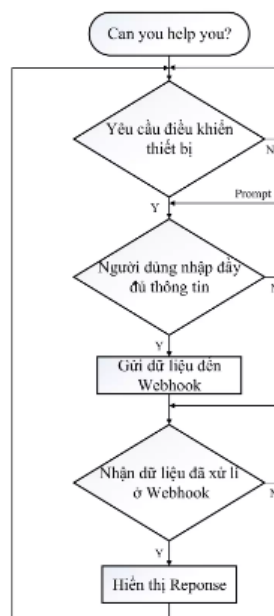 Can you help you?
Yêu cầu điều khiển
thiết bị
N
Y
Prompt
Người dùng nhập đầy
đủ thông tin
N
Y
Gửi dữ liệu đến
Webhook
Nhận dữ liệu đã xử lí
ở Webhook
N
Y
Hiển thị Reponse